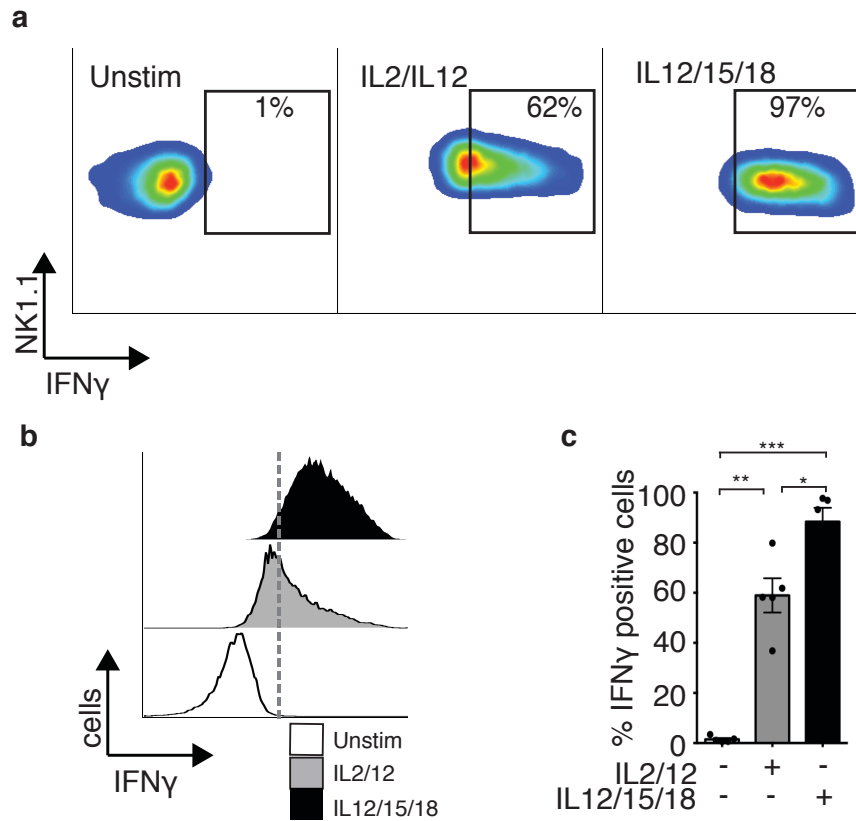 a
Unstim
1%
IL2/IL12
62%
IL12/15/18
97%
NK1.1
IFNγ
b
cells
IFNγ
Unstim
IL2/12
IL12/15/18
c
***
** *
% IFNγ positive cells
100
80
60
40
20
0
IL2/12 - + -
IL12/15/18 - - +